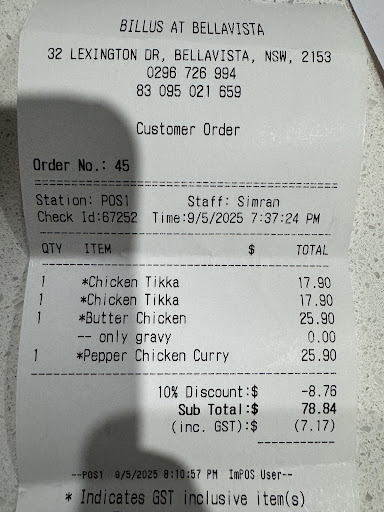 BILLUS AT BELLAVISTA
32 LEXINGTON DR, BELLAVISTA, NSW, 2153
0296 726 994
83 095 021 659
Customer Order
Order No.: 45
Station: POS1 Staff: Simran
Check Id:67252 Time:9/5/2025 7:37:24 PM
QTY ITEM $ TOTAL
1 *Chicken Tikka 17.90
1 *Chicken Tikka 17.90
1 *Butter Chicken 25.90
-- only gravy 0.00
1 *Pepper Chicken Curry 25.90
10% Discount:$ -8.76
Sub Total:$ 78.84
(inc. GST):$ (7.17)
--POS1 9/5/2025 8:10:57 PM ImPOS User--
* Indicates GST inclusive item(s)